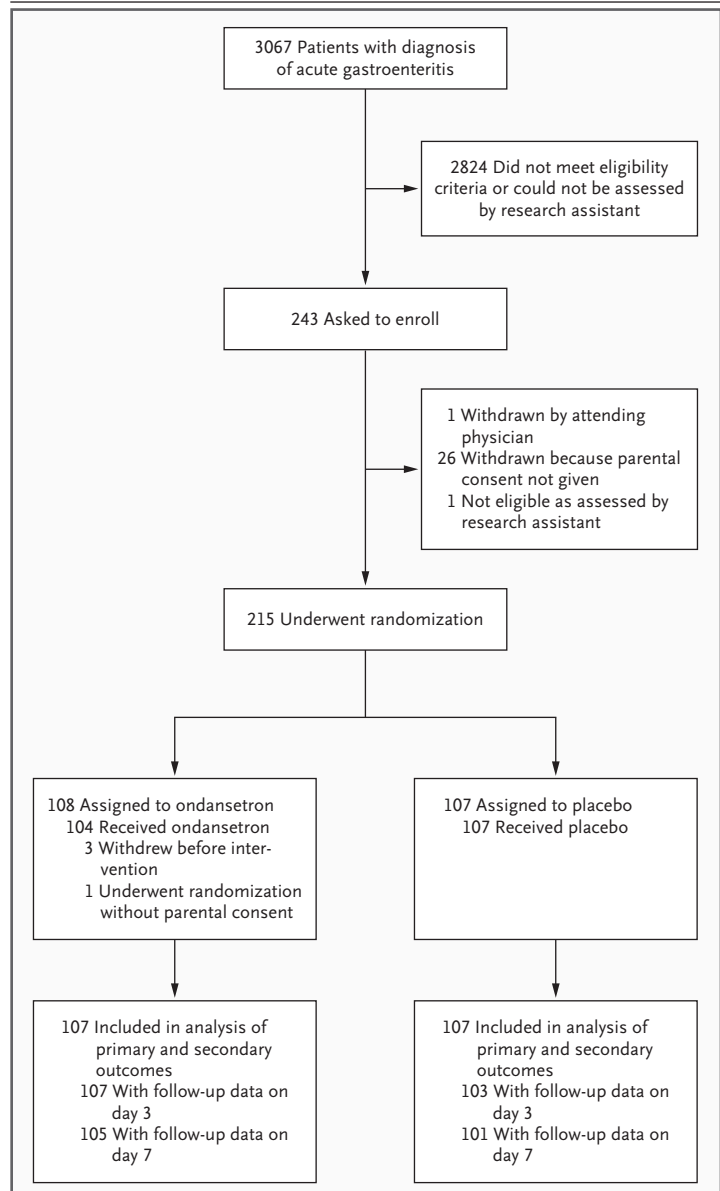 3067 Patients with diagnosis
of acute gastroenteritis
2824 Did not meet eligibility
criteria or could not be assessed
by research assistant
243 Asked to enroll
1 Withdrawn by attending
physician
26 Withdrawn because parental
consent not given
1 Not eligible as assessed by
research assistant
215 Underwent randomization
108 Assigned to ondansetron
104 Received ondansetron
3 Withdrew before inter-
vention
1 Underwent randomization
without parental consent
107 Assigned to placebo
107 Received placebo
107 Included in analysis of
primary and secondary
outcomes
107 With follow-up data on
day 3
105 With follow-up data on
day 7
107 Included in analysis of
primary and secondary
outcomes
103 With follow-up data on
day 3
101 With follow-up data on
day 7